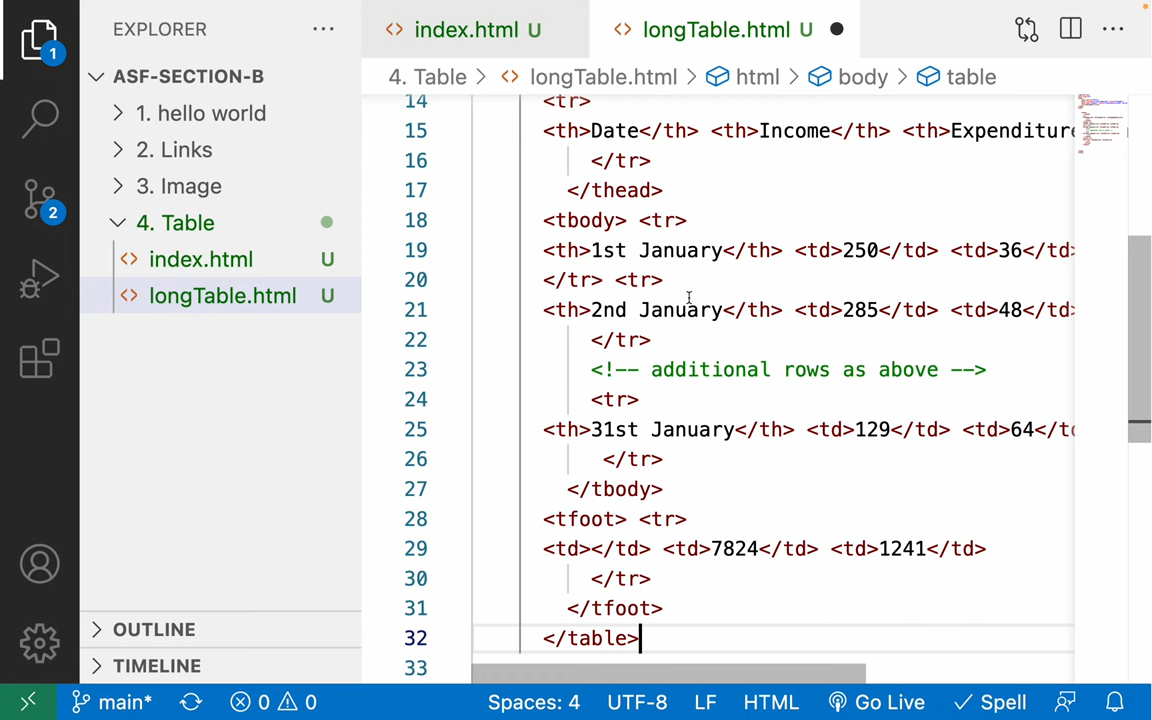 EXPLORER
index.html U
longTable.html U
1
ASF-SECTION-B
1. hello world
2. Links
3. Image
4. Table
index.html U
longTable.html U
2
OUTLINE
TIMELINE
4. Table > longTable.html > html > body > table
14 <tr>
15 <th>Date</th> <th>Income</th> <th>Expenditure
16 </tr>
17 </thead>
18 <tbody> <tr>
19 <th>1st January</th> <td>250</td> <td>36</td>
20 </tr> <tr>
21 <th>2nd January</th> <td>285</td> <td>48</td>
22 </tr>
23 <!-- additional rows as above -->
24 <tr>
25 <th>31st January</th> <td>129</td> <td>64</td
26 </tr>
27 </tbody>
28 <tfoot> <tr>
29 <td></td> <td>7824</td> <td>1241</td>
30 </tr>
31 </tfoot>
32 </table>
33
main* 0 0 Spaces: 4 UTF-8 LF HTML Go Live Spell